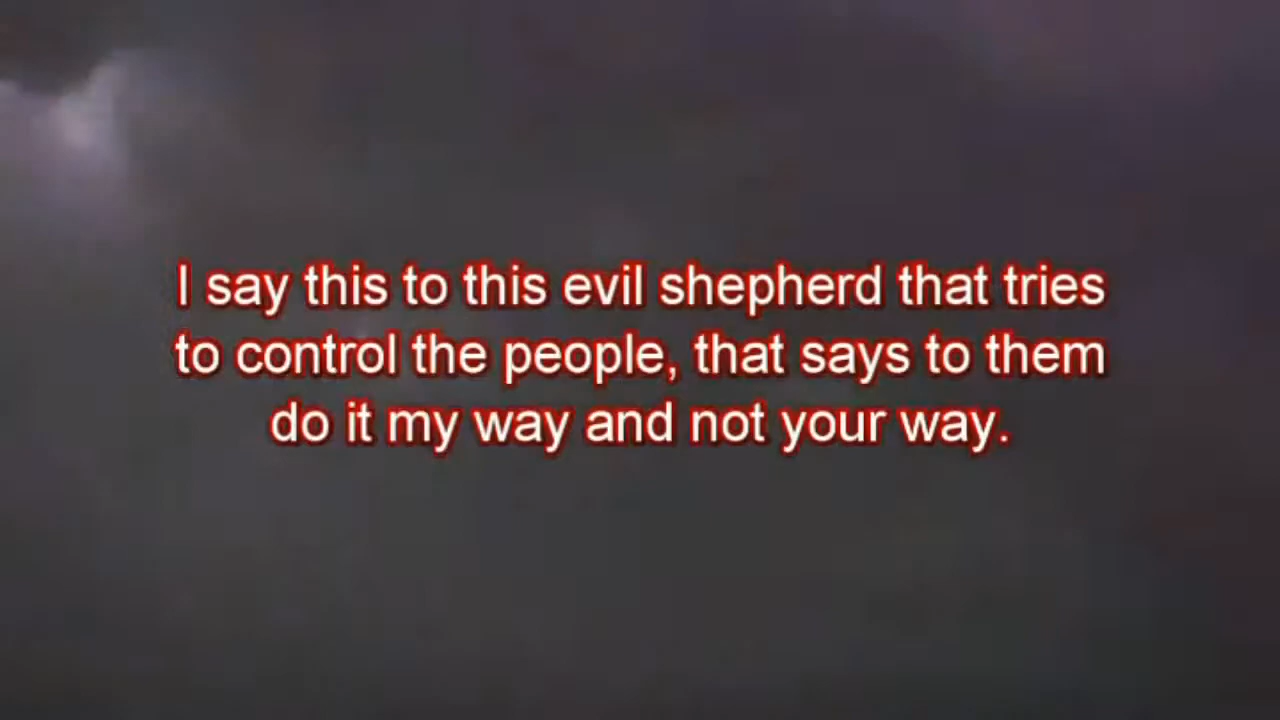 I say this to this evil shepherd that tries
to control the people, that says to them
do it my way and not your way.